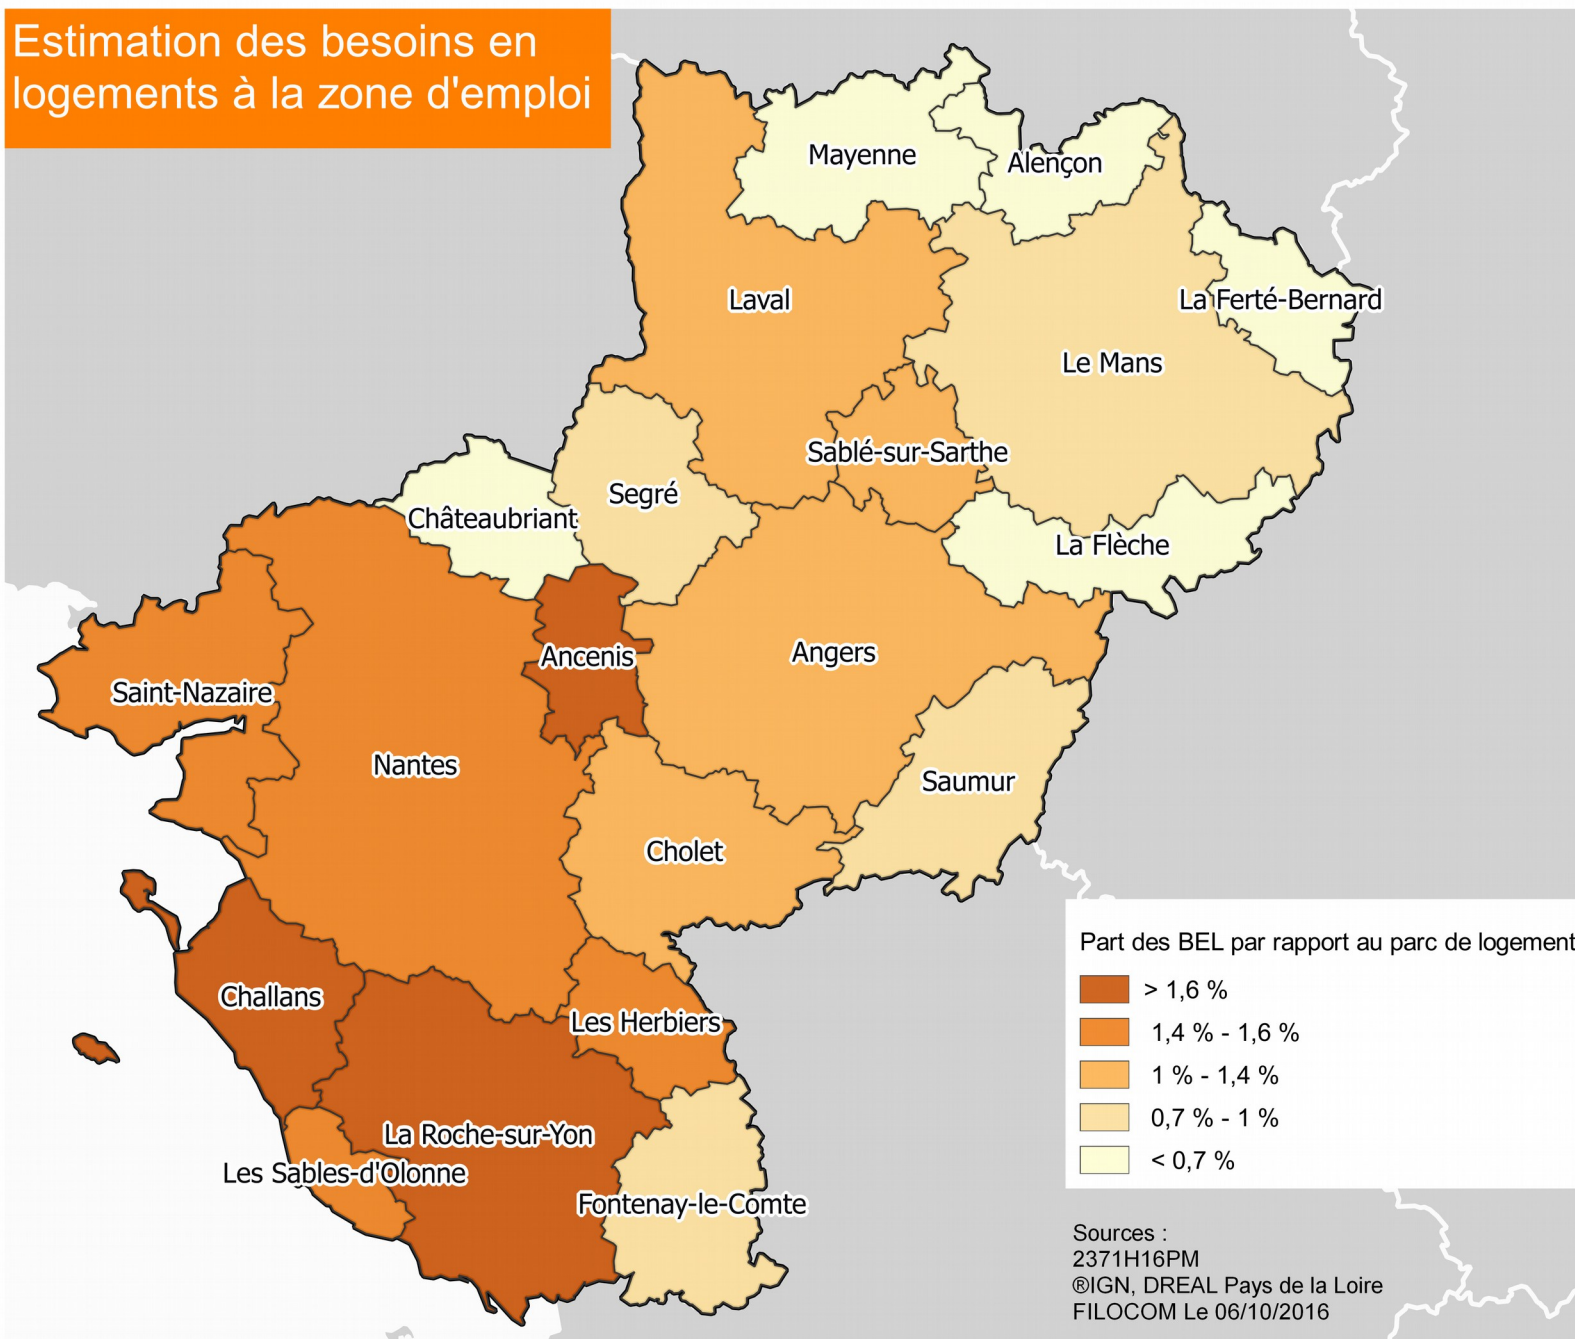 Estimation des besoins en
logements à la zone d'emploi
Mayenne
Alençon
Laval
La Ferté-Bernard
Le Mans
Sablé-sur-Sarthe
Segré
Châteaubriant
La Flèche
Angers
Ancenis
Saint-Nazaire
Nantes
Saumur
Cholet
Challans
Les Herbiers
La Roche-sur-Yon
Les Sables-d'Olonne
Fontenay-le-Comte
Part des BEL par rapport au parc de logement
> 1,6 %
1,4 % - 1,6 %
1 % - 1,4 %
0,7 % - 1 %
< 0,7 %
Sources :
2371H16PM
®IGN, DREAL Pays de la Loire
FILOCOM Le 06/10/2016